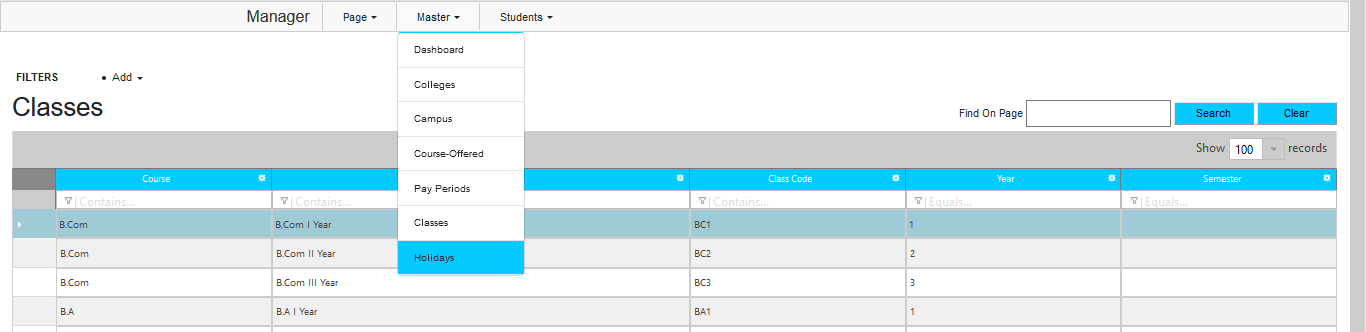 Manager Page Master Students
Dashboard
Colleges
Campus
Course-Offered
Pay Periods
Classes
Holidays
FILTERS • Add
Classes
Find On Page Search Clear
Show 100 records
Course Class Code Year Semester
Contains... Contains... Contains... Equals... Equals...
B.Com B,Com I Year BC1 1
B.Com B.Com II Year BC2 2
B.Com B.Com III Year BC3 3
B.A B.A I Year BA1 1